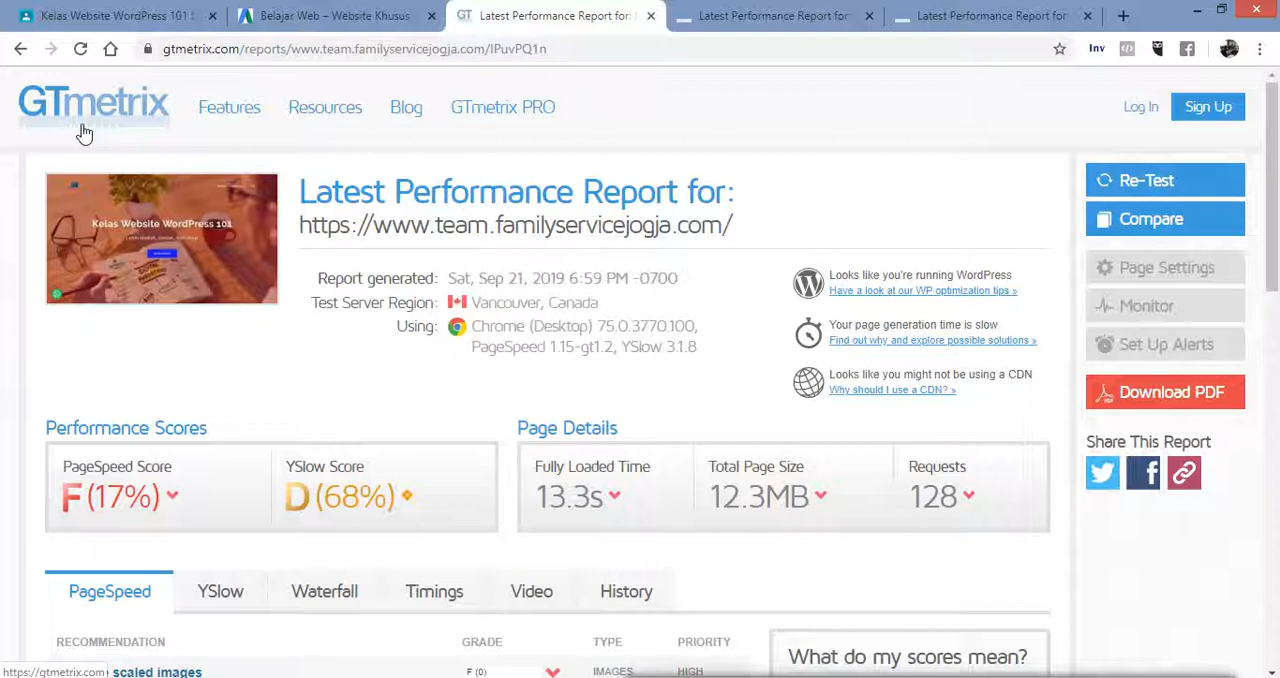 Kelas Website WordPress 101
Belajar Web – Website Khusus
GT Latest Performance Report for:
Latest Performance Report for
Latest Performance Report for
gtmetrix.com/reports/www.team.familyservicejogja.com/IPuvPQ1n
Inv
GTmetrix
Features
Resources
Blog
GTmetrix PRO
Log In
Sign Up
Kelas Website WordPress 101
Latest Performance Report for:
https://www.team.familyservicejogja.com/
Report generated: Sat, Sep 21, 2019 6:59 PM -0700
Test Server Region: Vancouver, Canada
Using: Chrome (Desktop) 75.0.3770.100,
PageSpeed 1.15-gt1.2, YSlow 3.1.8
Looks like you're running WordPress
Have a look at our WP optimization tips »
Your page generation time is slow
Find out why and explore possible solutions »
Looks like you might not be using a CDN
Why should I use a CDN? »
Re-Test
Compare
Page Settings
Monitor
Set Up Alerts
Download PDF
Share This Report
Performance Scores
PageSpeed Score
F (17%)
YSlow Score
D (68%)
Page Details
Fully Loaded Time
13.3s
Total Page Size
12.3MB
Requests
128
PageSpeed
YSlow
Waterfall
Timings
Video
History
RECOMMENDATION
GRADE
TYPE
PRIORITY
scaled images
F (0)
IMAGES
HIGH
What do my scores mean?
https://gtmetrix.com